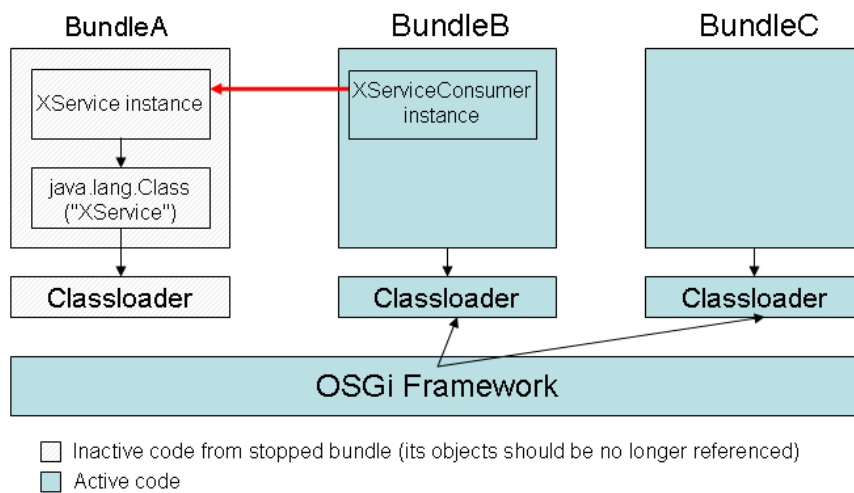 BundleA
BundleB
BundleC
XService instance
XServiceConsumer
instance
java.lang.Class
("XService")
Classloader
Classloader
Classloader
OSGi Framework
Inactive code from stopped bundle (its objects should be no longer referenced)
Active code